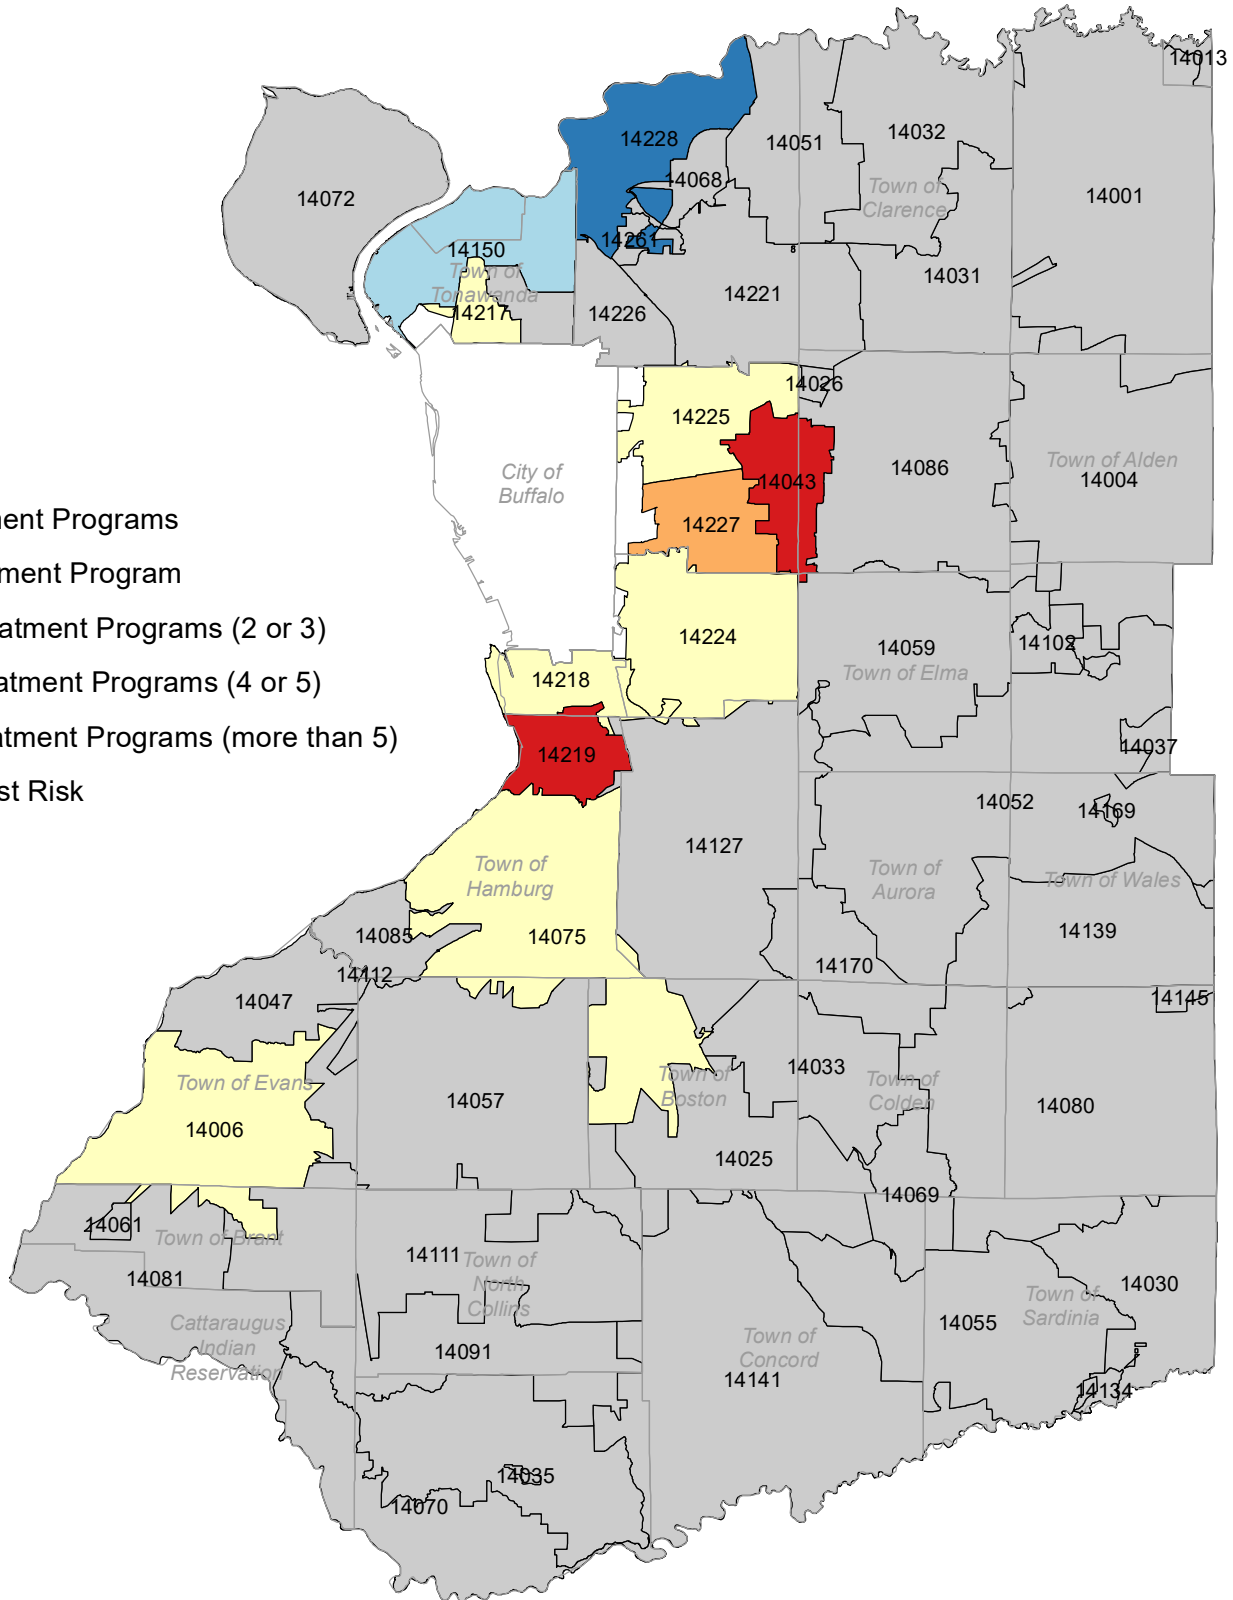 14013
14032
14228
14051
14068
14001
14072
Town of
Clarence
14261
14150
Town of
Tonawanda
14031
14221
14217
14226
14026
14225
City of
Buffalo
14086
Town of Alden
14004
14043
14227
ment Programs
ment Program
atment Programs (2 or 3)
atment Programs (4 or 5)
atment Programs (more than 5)
st Risk
14224
14059
Town of Elma
14102
14218
14219
14037
14052
14169
14127
Town of
Hamburg
Town of
Aurora
Town of Wales
14085
14075
14139
14112
14170
14047
14145
Town of Evans
14006
14057
Town of
Boston
14033
Town of
Colden
14080
14025
14069
14061
Town of Brant
14081
14111
Town of
North
Collins
14030
Town of
Sardinia
14055
Cattaraugus
Indian
Reservation
14091
Town of
Concord
14141
14134
14035
14070